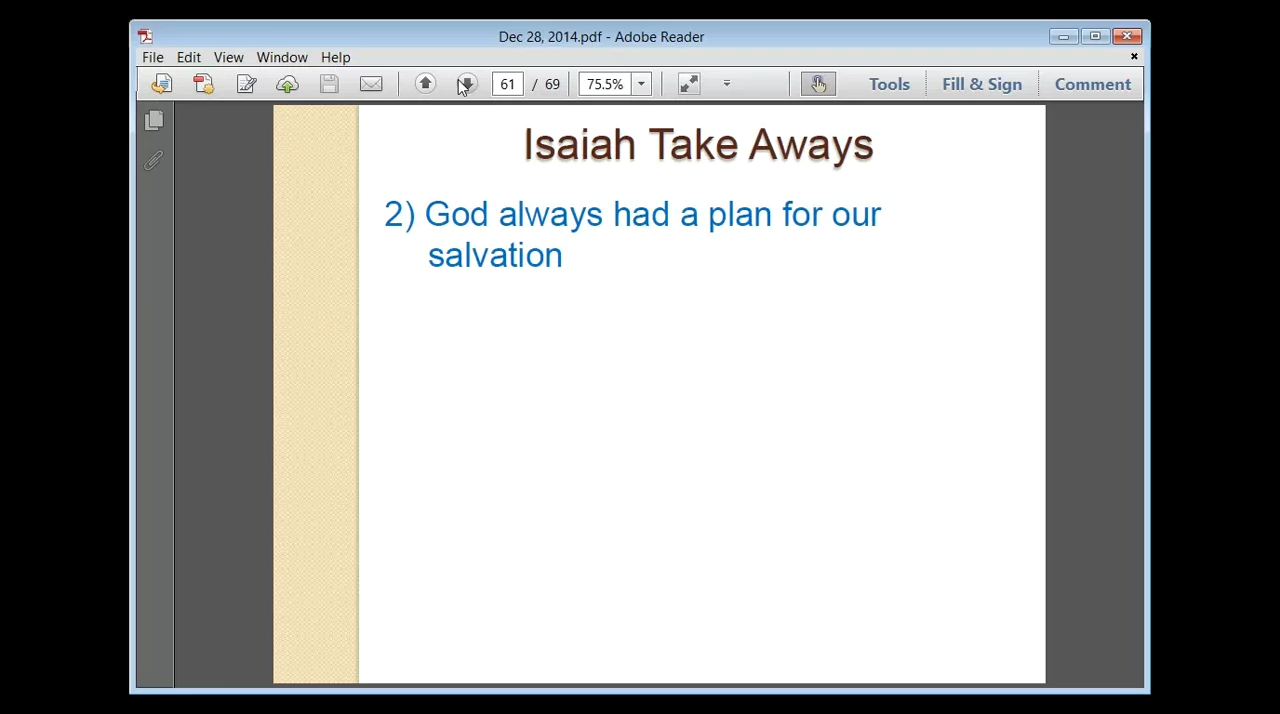 Dec 28, 2014.pdf - Adobe Reader
File Edit View Window Help
61 / 69 75.5% Tools Fill & Sign Comment
Isaiah Take Aways
2) God always had a plan for our
salvation